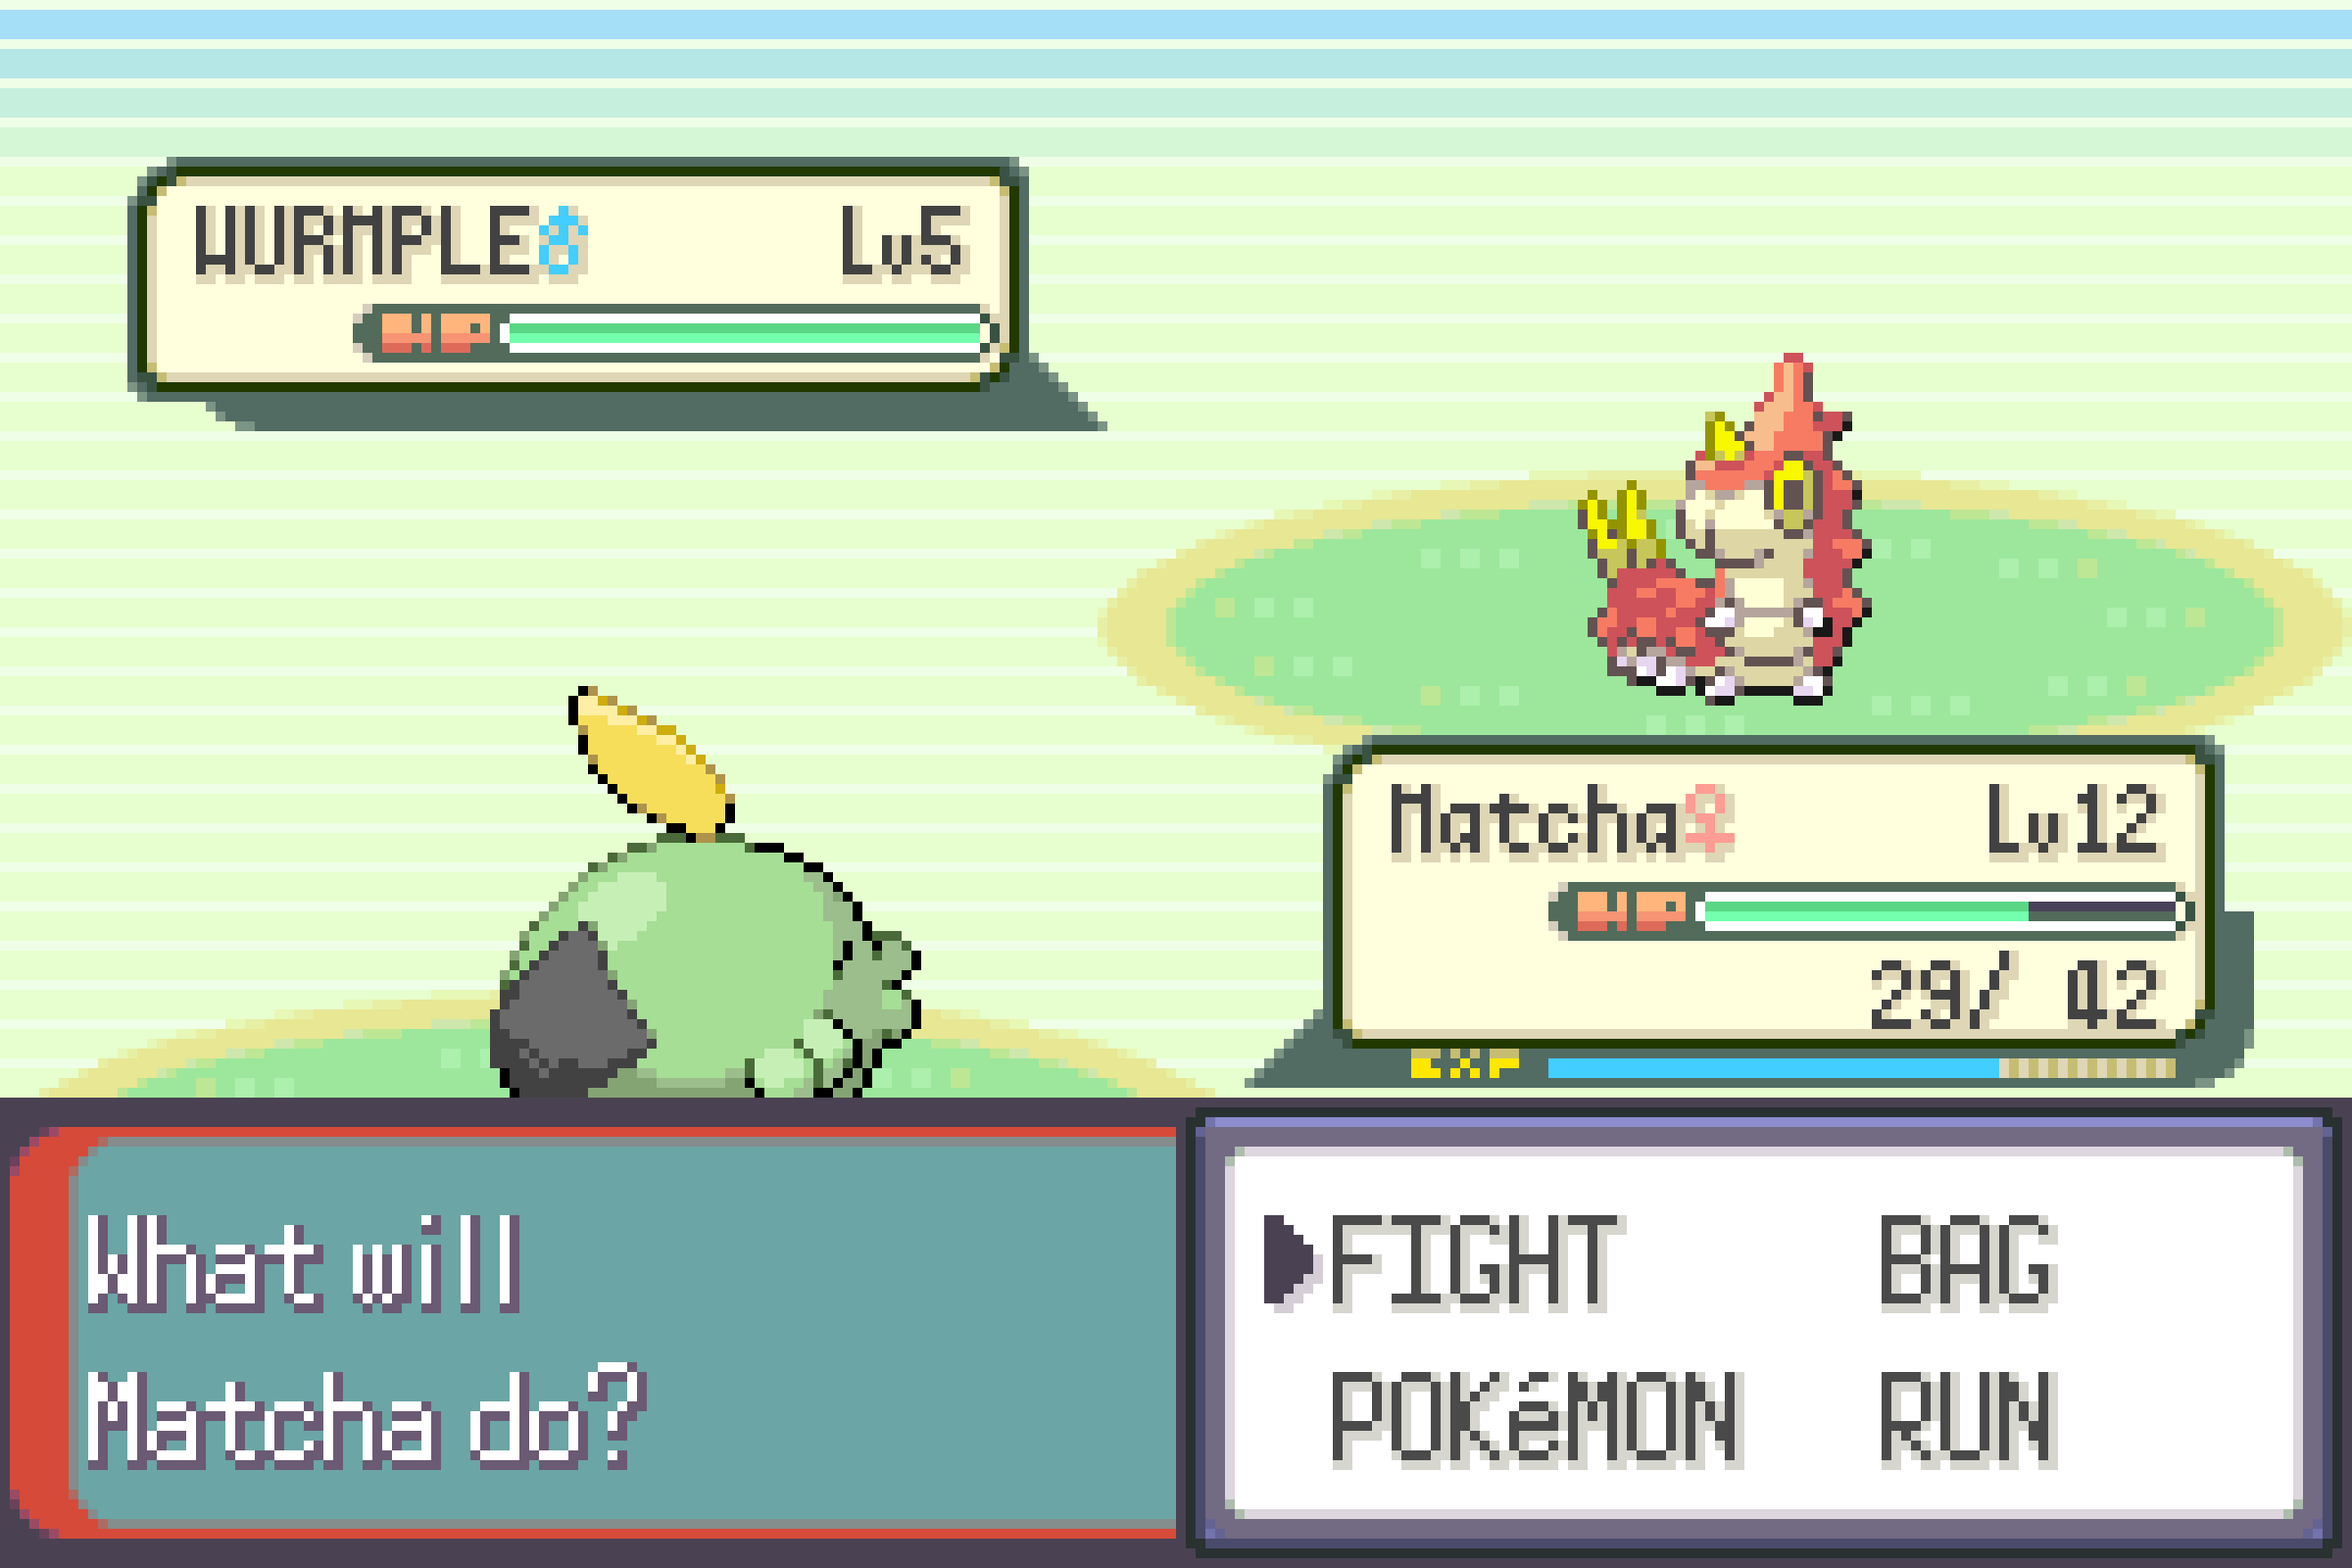 WURMPLE♂ Lv5
HP
Matcha♀ Lv12
HP
29/ 42
EXP
What will
Matcha do?
FIGHT BAG
POKéMON RUN